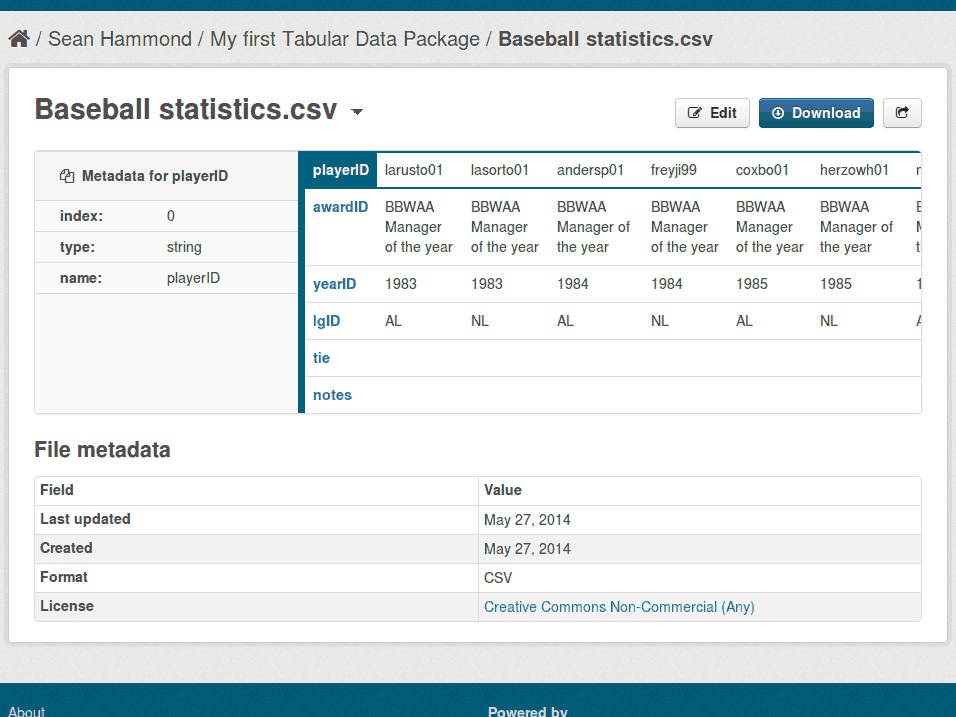 / Sean Hammond / My first Tabular Data Package / Baseball statistics.csv
Baseball statistics.csv
Edit Download
Metadata for playerID
index: 0
type: string
name: playerID
playerID larusto01 lasorto01 andersp01 freyji99 coxbo01 herzowh01
awardID BBWAA BBWAA BBWAA BBWAA BBWAA BBWAA
Manager Manager Manager of Manager Manager Manager of
of the year of the year the year of the year of the year the year
yearID 1983 1983 1984 1984 1985 1985
lgID AL NL AL NL AL NL
tie
notes
File metadata
Field Value
Last updated May 27, 2014
Created May 27, 2014
Format CSV
License Creative Commons Non-Commercial (Any)
About Powered by